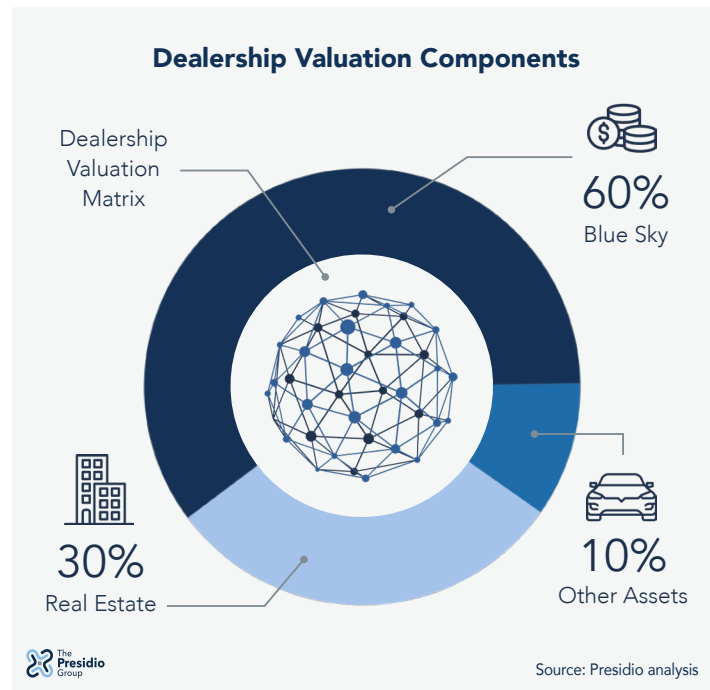 Dealership Valuation Components
Dealership
Valuation
Matrix
$
60%
Blue Sky
30%
Real Estate
10%
Other Assets
The
Presidio
Group
Source: Presidio analysis